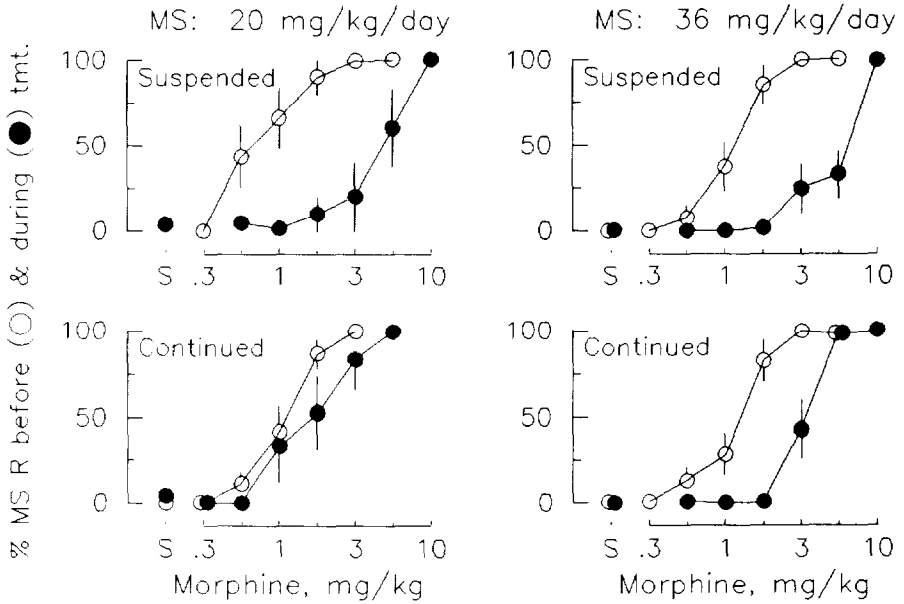 MS: 20 mg/kg/day
MS: 36 mg/kg/day
% MS R before (○) & during (●) tmt.
100
Suspended
50
0
S .3 1 3 10
100
Suspended
50
0
S .3 1 3 10
100
Continued
50
0
S .3 1 3 10
Morphine, mg/kg
100
Continued
50
0
S .3 1 3 10
Morphine, mg/kg